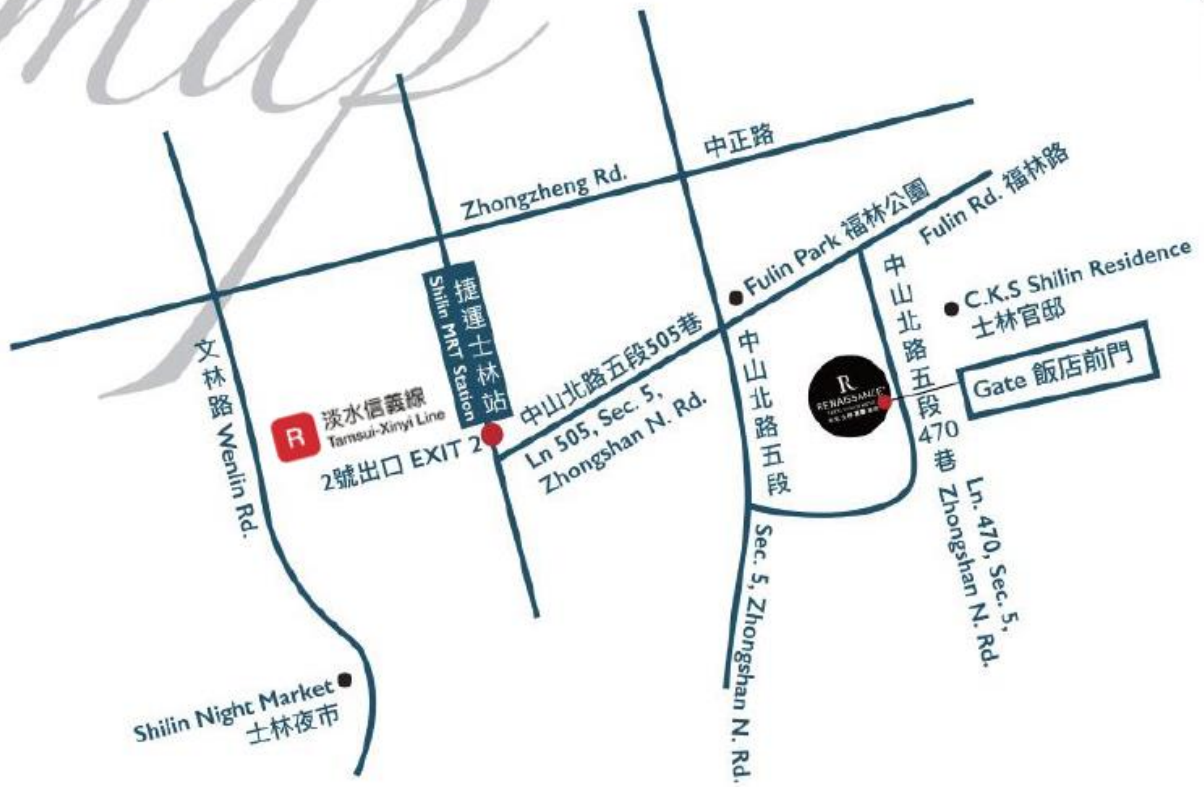 map
中正路
Zhongzheng Rd.
Fulin Park 福林公園
Fulin Rd. 福林路
C.K.S Shilin Residence
士林官邸
Gate 飯店前門
中山北路五段470巷
Ln. 470, Sec. 5,
Zhongshan N. Rd.
R
RENAISSANCE
中山北路五段
Sec. 5, Zhongshan N. Rd.
捷運士林站
Shilin MRT Station
中山北路五段505巷
Ln 505, Sec. 5,
Zhongshan N. Rd.
R
淡水信義線
Tamsui-Xinyi Line
2號出口 EXIT 2
文林路 Wenlin Rd.
Shilin Night Market
士林夜市